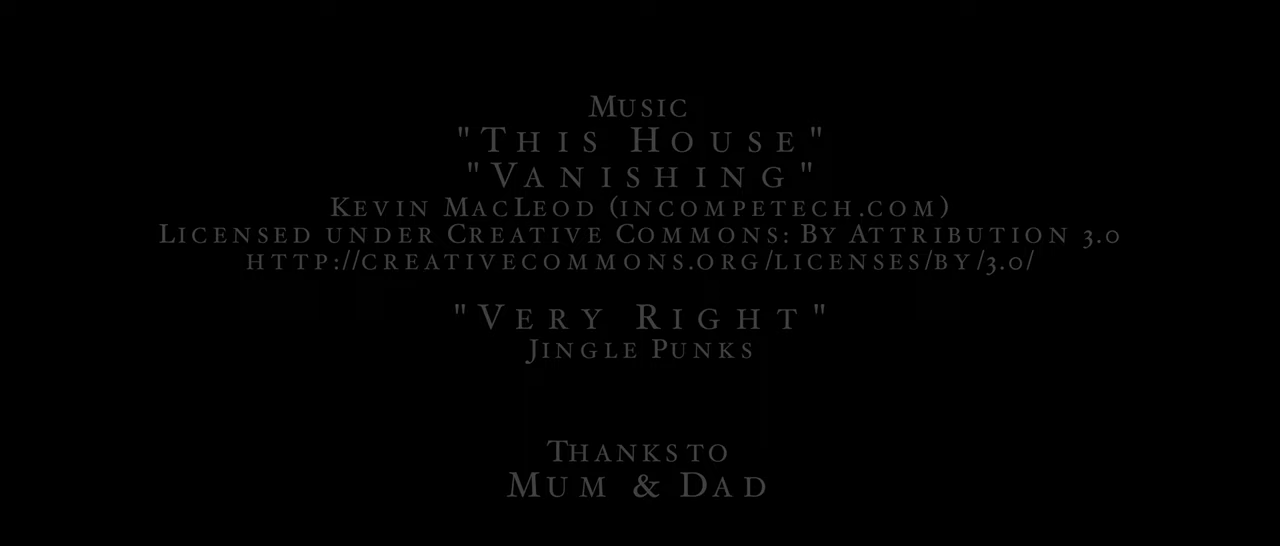 Music
"This House"
"Vanishing"
Kevin MacLeod (incompetech.com)
Licensed under Creative Commons: By Attribution 3.0
http://creativecommons.org/licenses/by/3.0/
"Very Right"
Jingle Punks
Thanks to
Mum & Dad